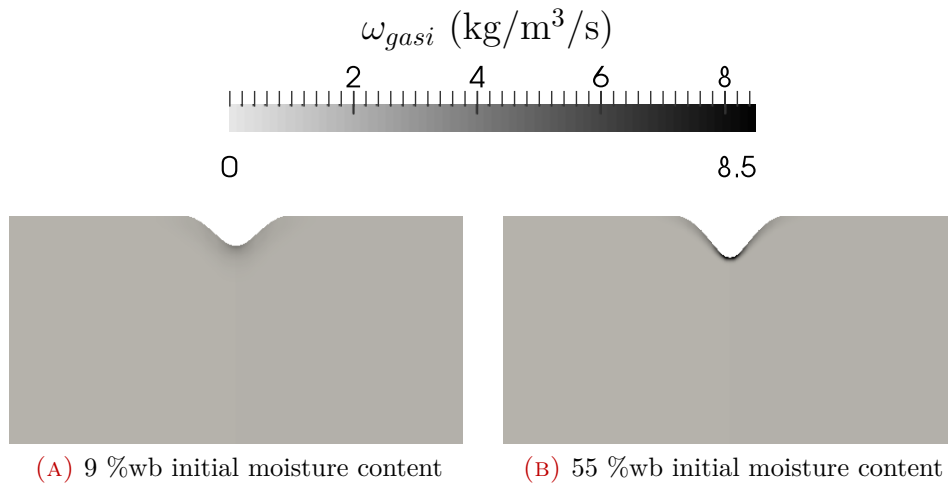 ω_gasi (kg/m³/s)
2 4 6 8
0 8.5
(A) 9 %wb initial moisture content (B) 55 %wb initial moisture content